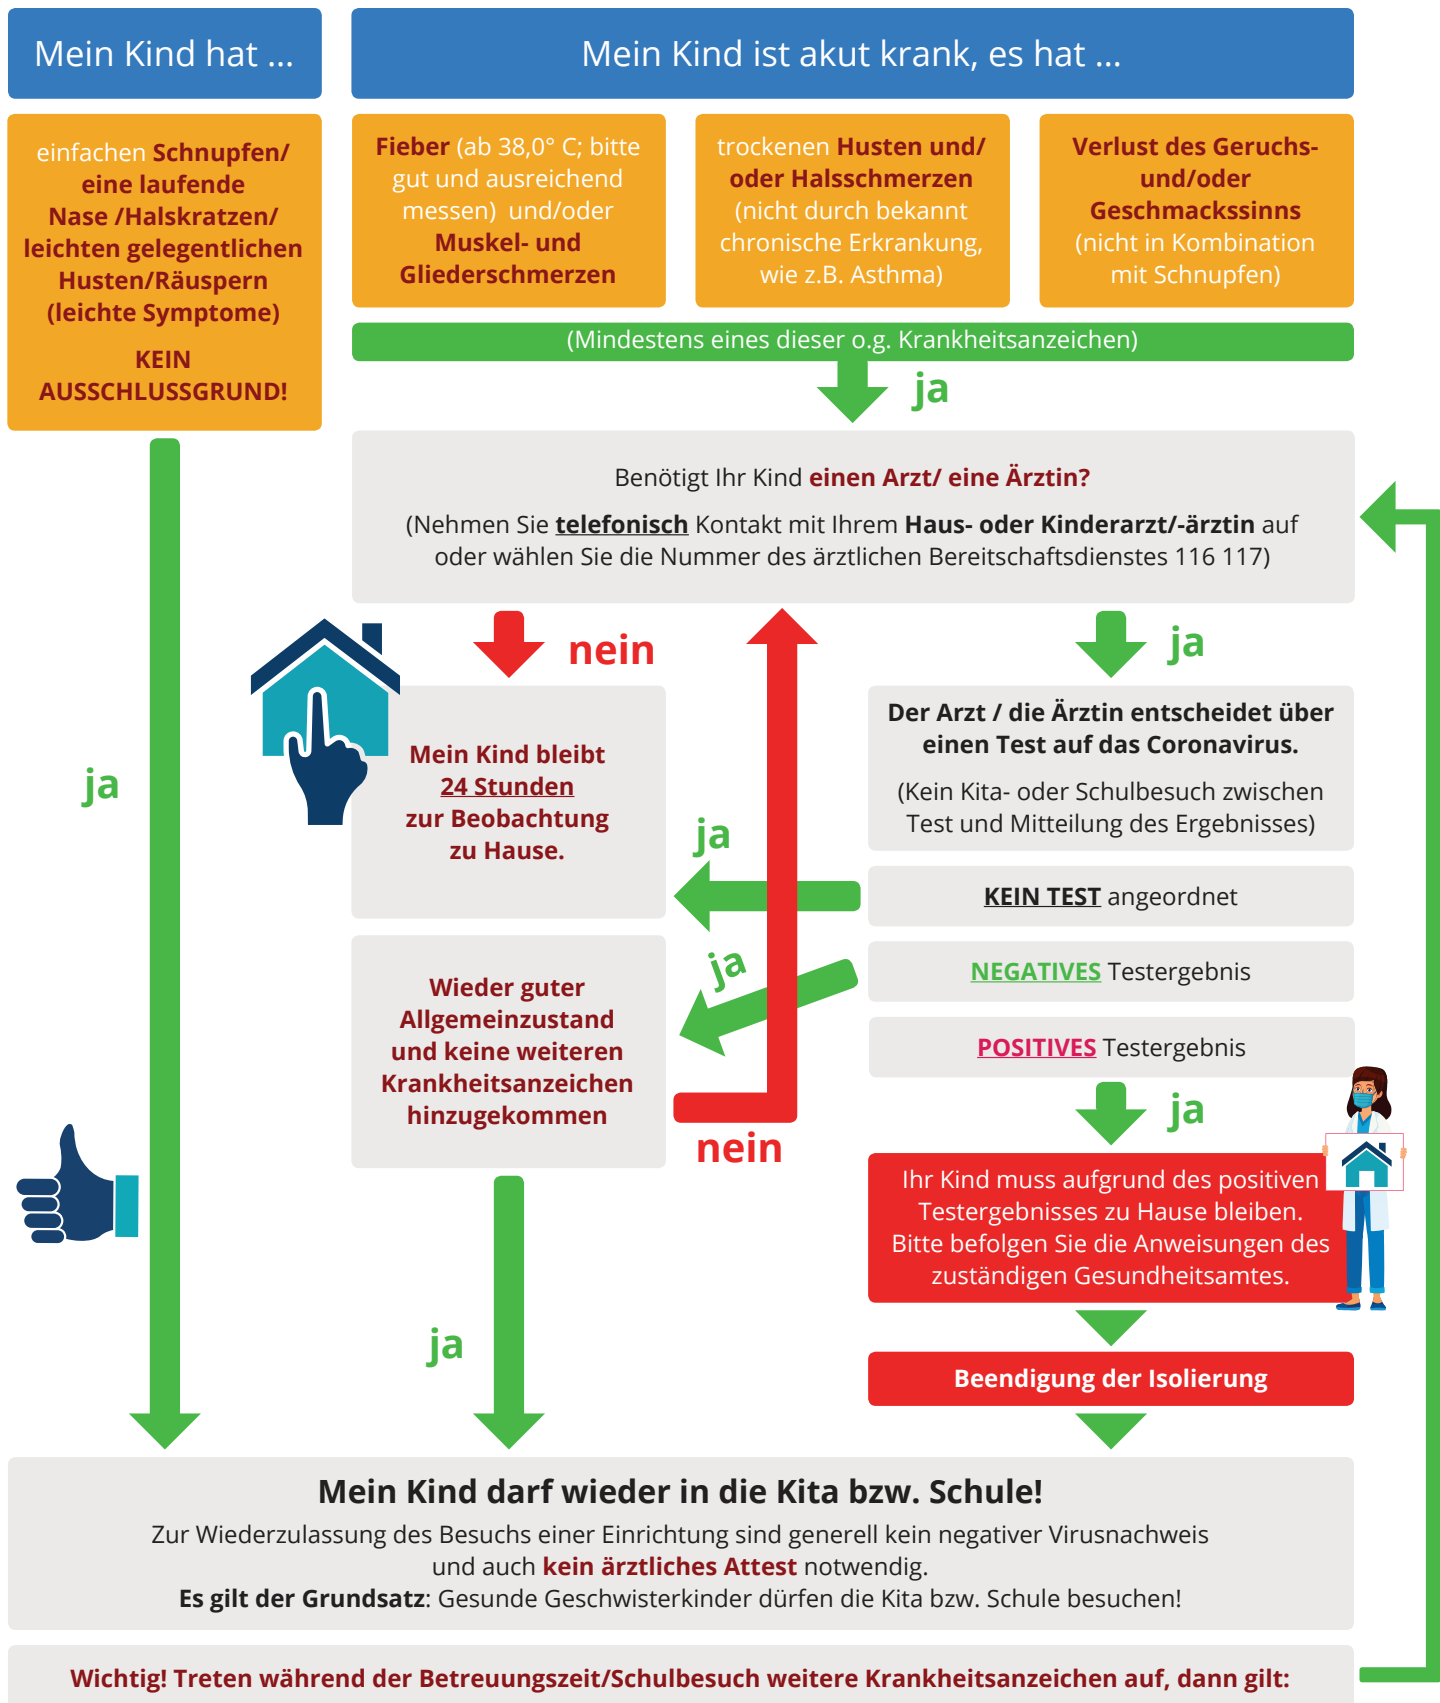 Mein Kind hat ...
Mein Kind ist akut krank, es hat ...
einfachen Schnupfen/
eine laufende
Nase /Halskratzen/
leichten gelegentlichen
Husten/Räuspern
(leichte Symptome)
KEIN
AUSSCHLUSSGRUND!
Fieber (ab 38,0° C; bitte
gut und ausreichend
messen) und/oder
Muskel- und
Gliederschmerzen
trockenen Husten und/
oder Halsschmerzen
(nicht durch bekannt
chronische Erkrankung,
wie z.B. Asthma)
Verlust des Geruchs-
und/oder
Geschmackssinns
(nicht in Kombination
mit Schnupfen)
(Mindestens eines dieser o.g. Krankheitsanzeichen)
ja
Benötigt Ihr Kind einen Arzt/ eine Ärztin?
(Nehmen Sie telefonisch Kontakt mit Ihrem Haus- oder Kinderarzt/-ärztin auf
oder wählen Sie die Nummer des ärztlichen Bereitschaftsdienstes 116 117)
nein
ja
ja
Mein Kind bleibt
24 Stunden
zur Beobachtung
zu Hause.
Der Arzt / die Ärztin entscheidet über
einen Test auf das Coronavirus.
(Kein Kita- oder Schulbesuch zwischen
Test und Mitteilung des Ergebnisses)
ja
KEIN TEST angeordnet
ja
NEGATIVES Testergebnis
Wieder guter
Allgemeinzustand
und keine weiteren
Krankheitsanzeichen
hinzugekommen
nein
POSITIVES Testergebnis
ja
Ihr Kind muss aufgrund des positiven
Testergebnisses zu Hause bleiben.
Bitte befolgen Sie die Anweisungen des
zuständigen Gesundheitsamtes.
ja
Beendigung der Isolierung
Mein Kind darf wieder in die Kita bzw. Schule!
Zur Wiederzulassung des Besuchs einer Einrichtung sind generell kein negativer Virusnachweis
und auch kein ärztliches Attest notwendig.
Es gilt der Grundsatz: Gesunde Geschwisterkinder dürfen die Kita bzw. Schule besuchen!
Wichtig! Treten während der Betreuungszeit/Schulbesuch weitere Krankheitsanzeichen auf, dann gilt: